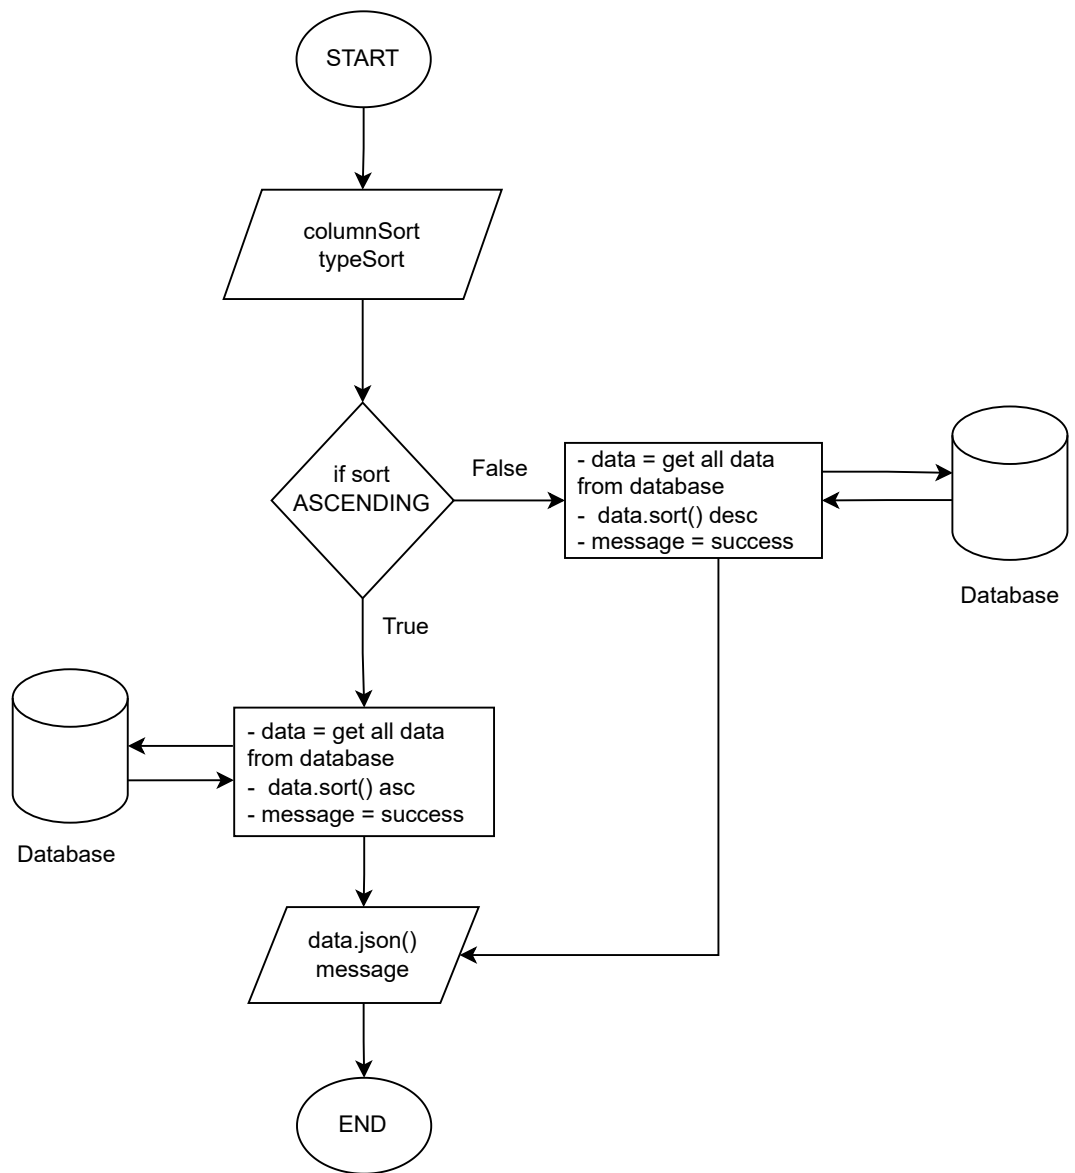 START
columnSort
typeSort
if sort
ASCENDING
False
- data = get all data
from database
-  data.sort() desc
- message = success
Database
True
- data = get all data
from database
-  data.sort() asc
- message = success
Database
data.json()
message
END